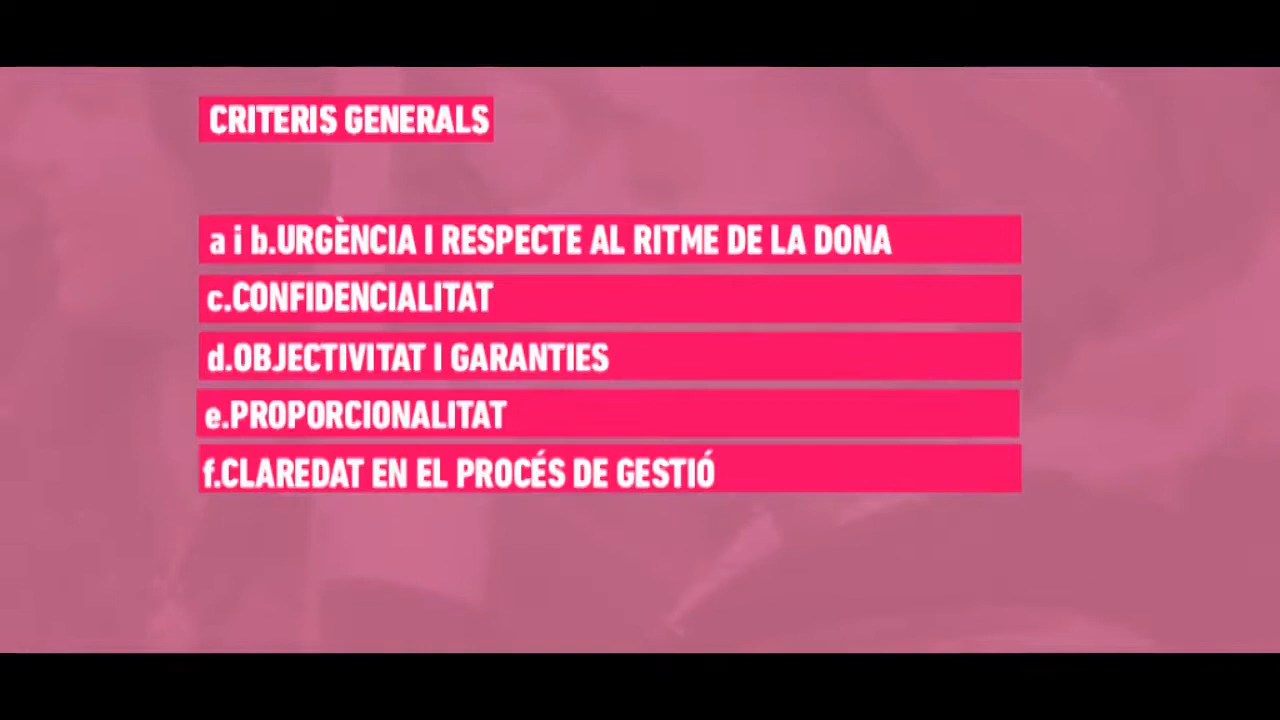 CRITERIS GENERALS
a i b.URGÈNCIA I RESPECTE AL RITME DE LA DONA
c.CONFIDENCIALITAT
d.OBJECTIVITAT I GARANTIES
e.PROPORCIONALITAT
f.CLAREDAT EN EL PROCÉS DE GESTIÓ